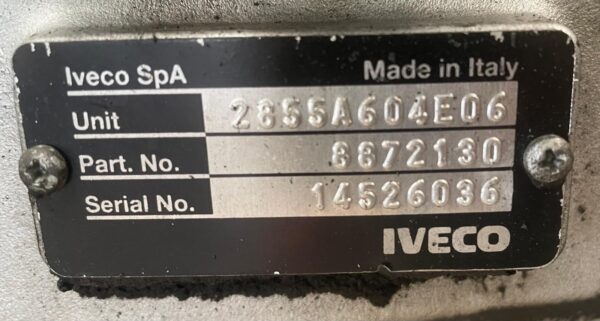 Iveco SpA Made in Italy
Unit 2855A604E06
Part. No. 8872130
Serial No. 14526036
IVECO